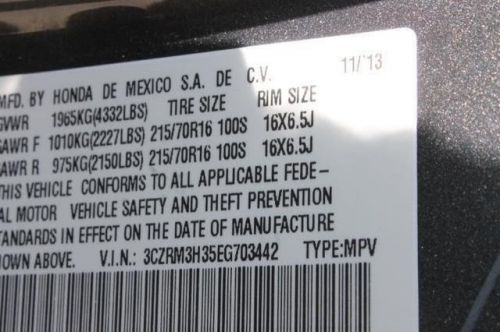 MFD. BY HONDA DE MEXICO S.A. DE C.V. 11/'13
GVWR 1965KG(4332LBS) TIRE SIZE RIM SIZE
GAWR F 1010KG(2227LBS) 215/70R16 100S 16X6.5J
GAWR R 975KG(2150LBS) 215/70R16 100S 16X6.5J
THIS VEHICLE CONFORMS TO ALL APPLICABLE FEDE-
AL MOTOR VEHICLE SAFETY AND THEFT PREVENTION
STANDARDS IN EFFECT ON THE DATE OF MANUFACTURE
HOWN ABOVE. V.I.N.: 3CZRM3H35EG703442 TYPE:MPV